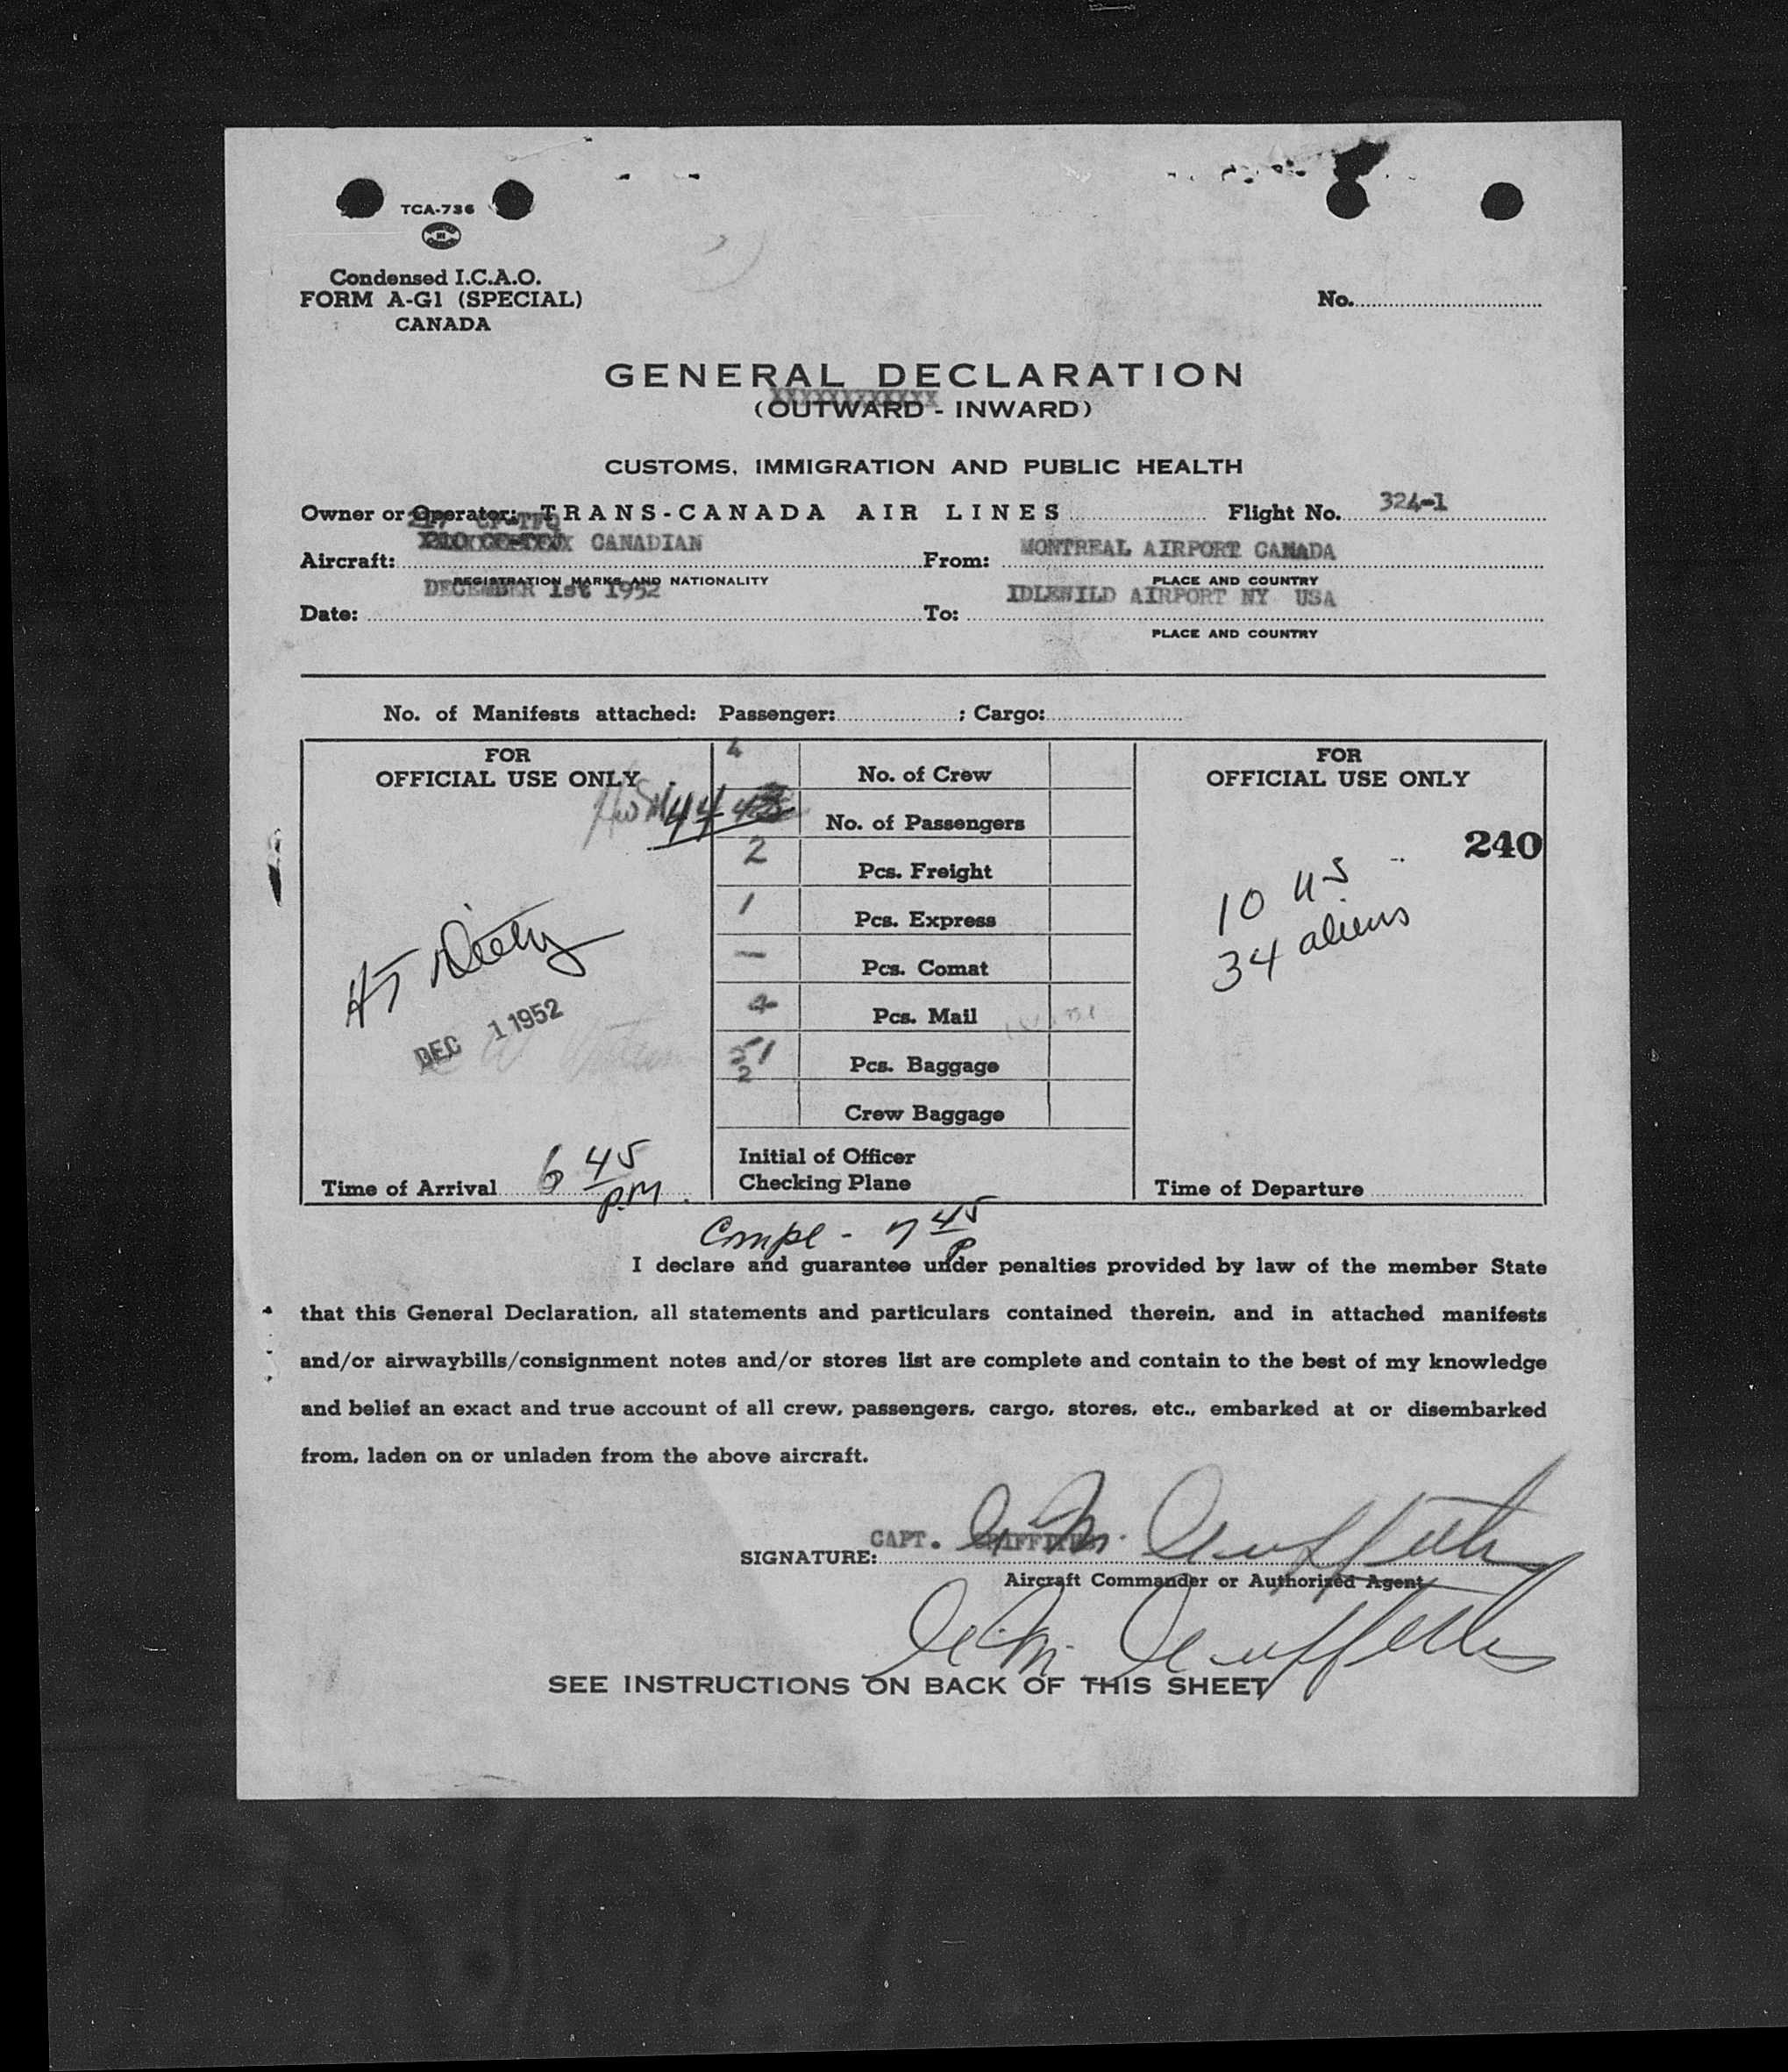 TCA-736
Condensed I.C.A.O.
FORM A-G1 (SPECIAL)
CANADA
No.
GENERAL DECLARATION
XXXXXXXXXXXX
(OUTWARD - INWARD)
CUSTOMS, IMMIGRATION AND PUBLIC HEALTH
Owner or Operator: TRANS-CANADA AIR LINES Flight No. 324-1
217 CF-TFQ
Aircraft: CANADIAN From: MONTREAL AIRPORT CANADA
REGISTRATION MARKS AND NATIONALITY PLACE AND COUNTRY
Date: DECEMBER 1st 1952 To: IDLEWILD AIRPORT NY USA
PLACE AND COUNTRY
No. of Manifests attached: Passenger: ; Cargo:
FOR
OFFICIAL USE ONLY
4 No. of Crew
44 No. of Passengers
2 Pcs. Freight
1 Pcs. Express
— Pcs. Comat
4 Pcs. Mail
51 Pcs. Baggage
2 Crew Baggage
Initial of Officer
Checking Plane
DEC 1 1952
Time of Arrival 6 45 PM.
FOR
OFFICIAL USE ONLY
240
10 US
34 aliens
Time of Departure
Compl - 7 45 P
I declare and guarantee under penalties provided by law of the member State
that this General Declaration, all statements and particulars contained therein, and in attached manifests
and/or airwaybills/consignment notes and/or stores list are complete and contain to the best of my knowledge
and belief an exact and true account of all crew, passengers, cargo, stores, etc., embarked at or disembarked
from, laden on or unladen from the above aircraft.
SIGNATURE: CAPT. GRIFFITHS
Aircraft Commander or Authorized Agent
SEE INSTRUCTIONS ON BACK OF THIS SHEET